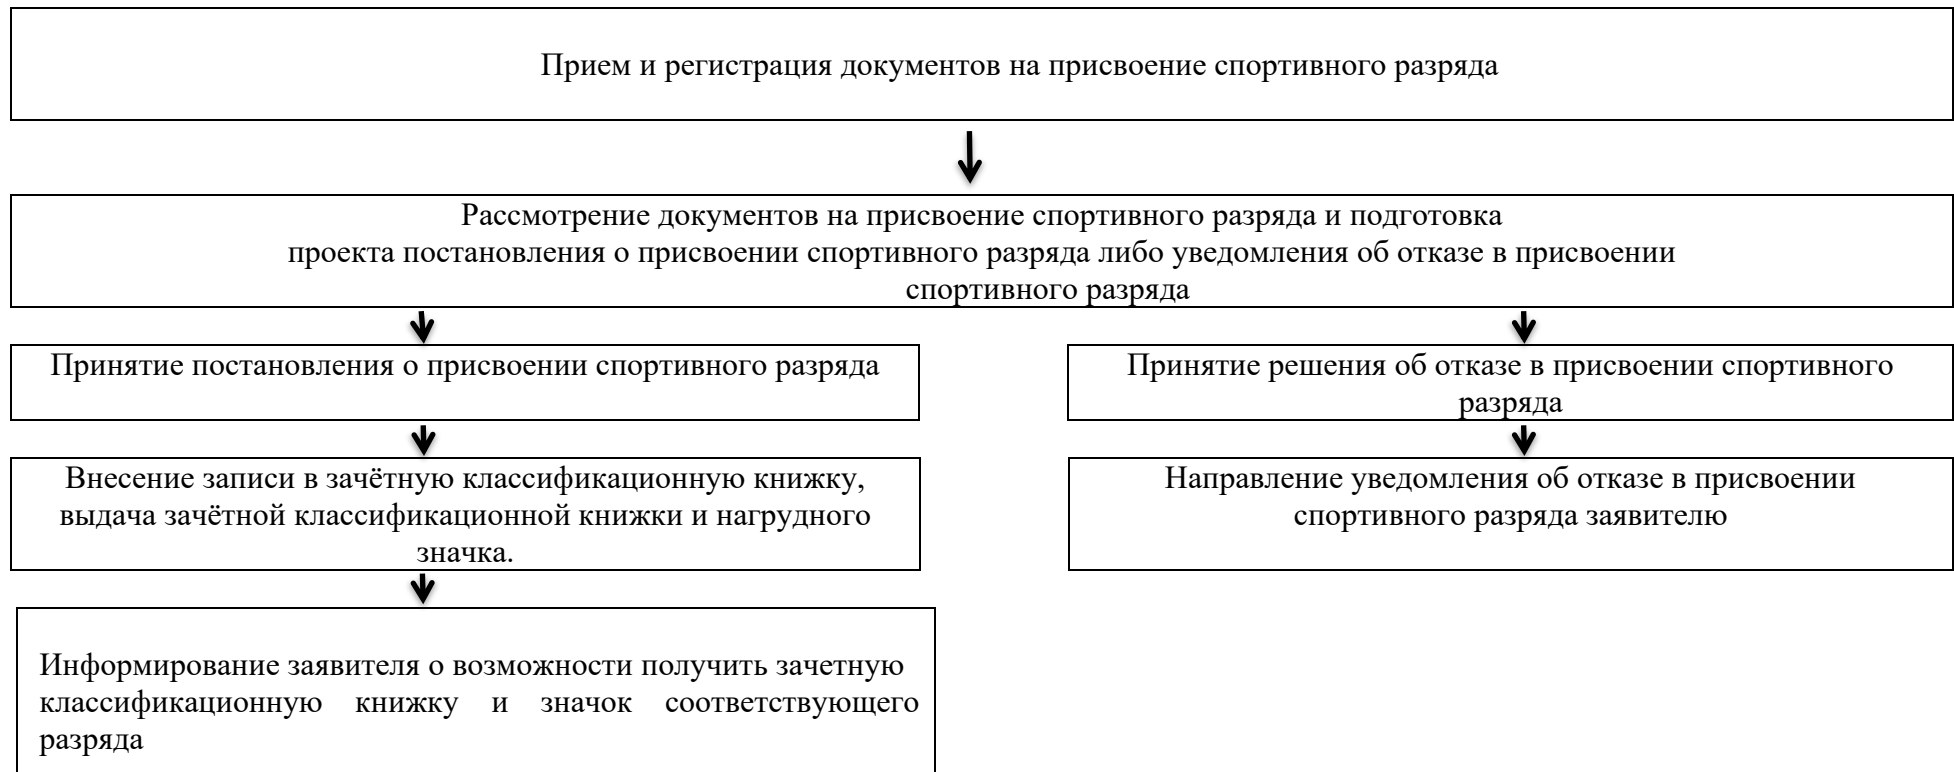 Прием и регистрация документов на присвоение спортивного разряда
Рассмотрение документов на присвоение спортивного разряда и подготовка
проекта постановления о присвоении спортивного разряда либо уведомления об отказе в присвоении
спортивного разряда
Принятие постановления о присвоении спортивного разряда
Принятие решения об отказе в присвоении спортивного
разряда
Внесение записи в зачётную классификационную книжку,
выдача зачётной классификационной книжки и нагрудного
значка.
Направление уведомления об отказе в присвоении
спортивного разряда заявителю
Информирование заявителя о возможности получить зачетную
классификационную книжку и значок соответствующего
разряда